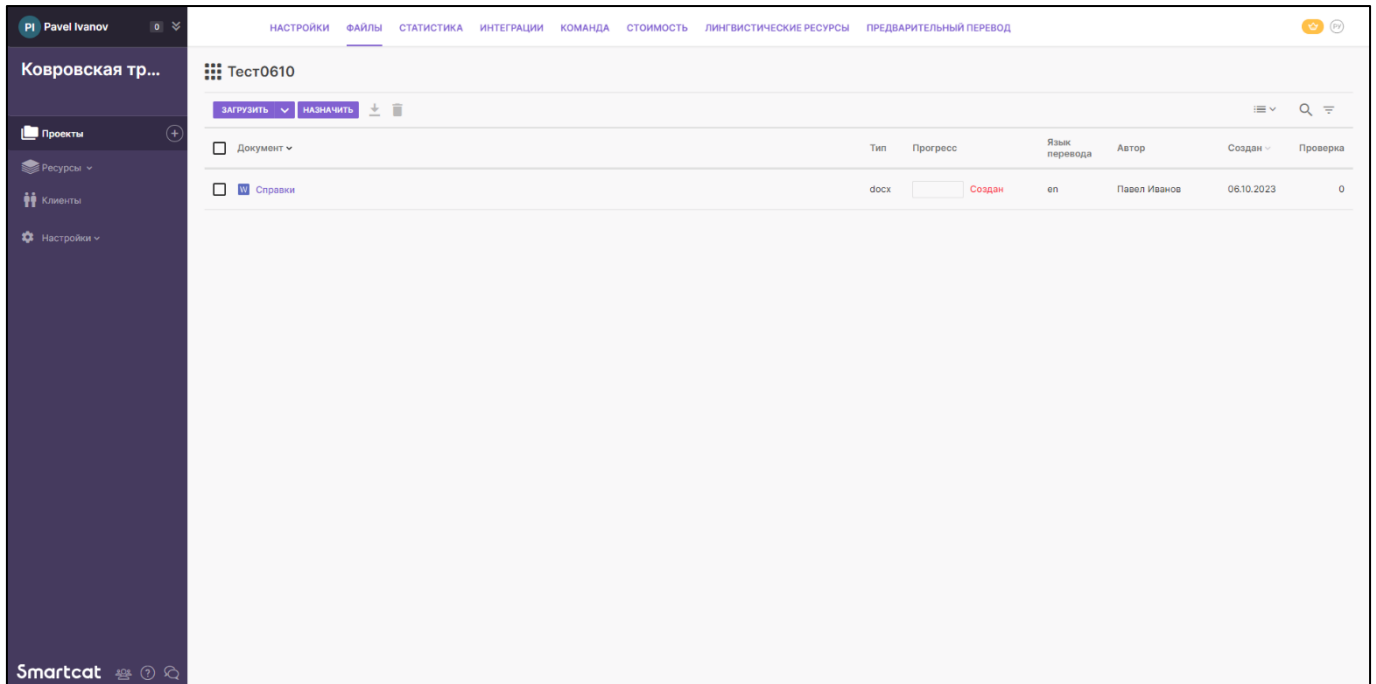 PI Pavel Ivanov 0
НАСТРОЙКИ ФАЙЛЫ СТАТИСТИКА ИНТЕГРАЦИИ КОМАНДА СТОИМОСТЬ ЛИНГВИСТИЧЕСКИЕ РЕСУРСЫ ПРЕДВАРИТЕЛЬНЫЙ ПЕРЕВОД
Ковровская тр...
Тест0610
ЗАГРУЗИТЬ НАЗНАЧИТЬ
Проекты
Ресурсы
Клиенты
Настройки
Документ Тип Прогресс Язык перевода Автор Создан Проверка
W Справки docx Создан en Павел Иванов 06.10.2023 0
Smartcat ?